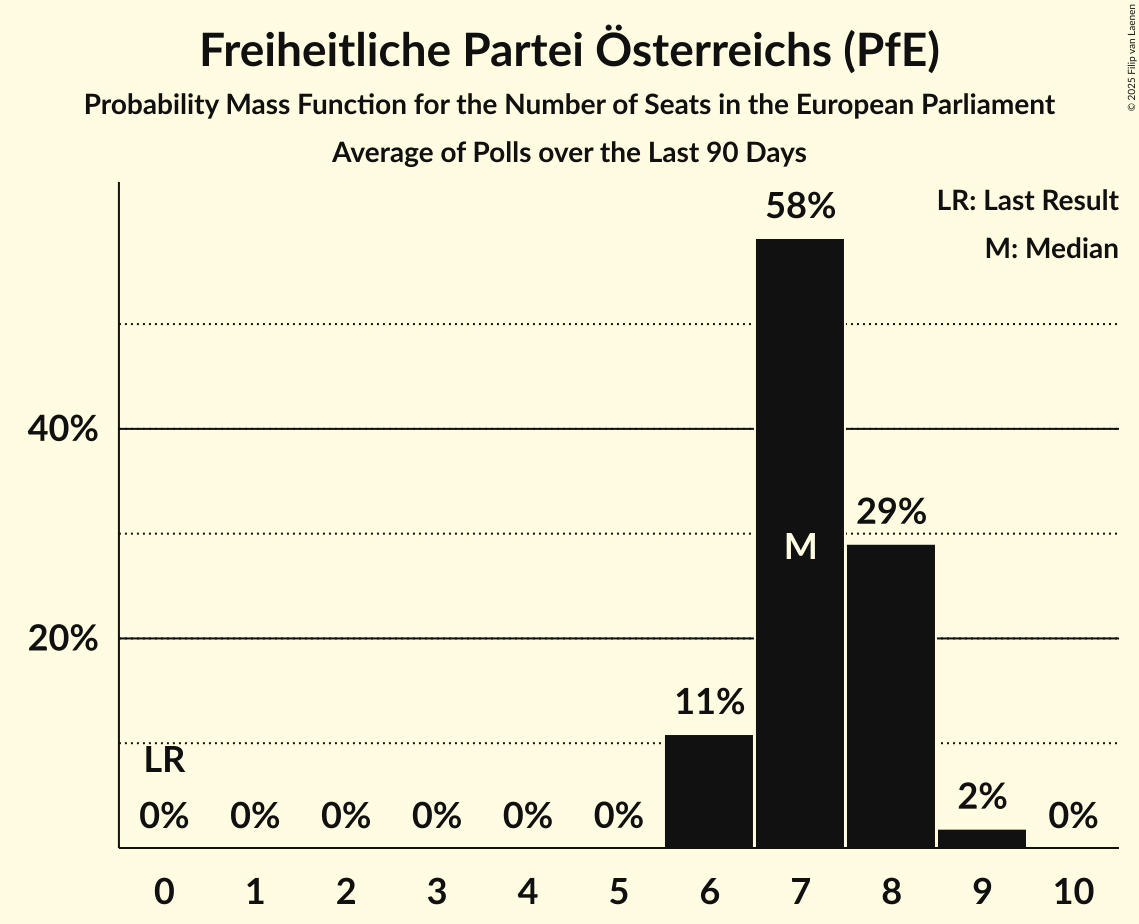 Freiheitliche Partei Österreichs (PfE)
Probability Mass Function for the Number of Seats in the European Parliament
Average of Polls over the Last 90 Days
© 2025 Filip van Laenen
LR: Last Result
M: Median
58%
40%
29%
M
20%
11%
LR
2%
0% 0% 0% 0% 0% 0% 0%
0 1 2 3 4 5 6 7 8 9 10